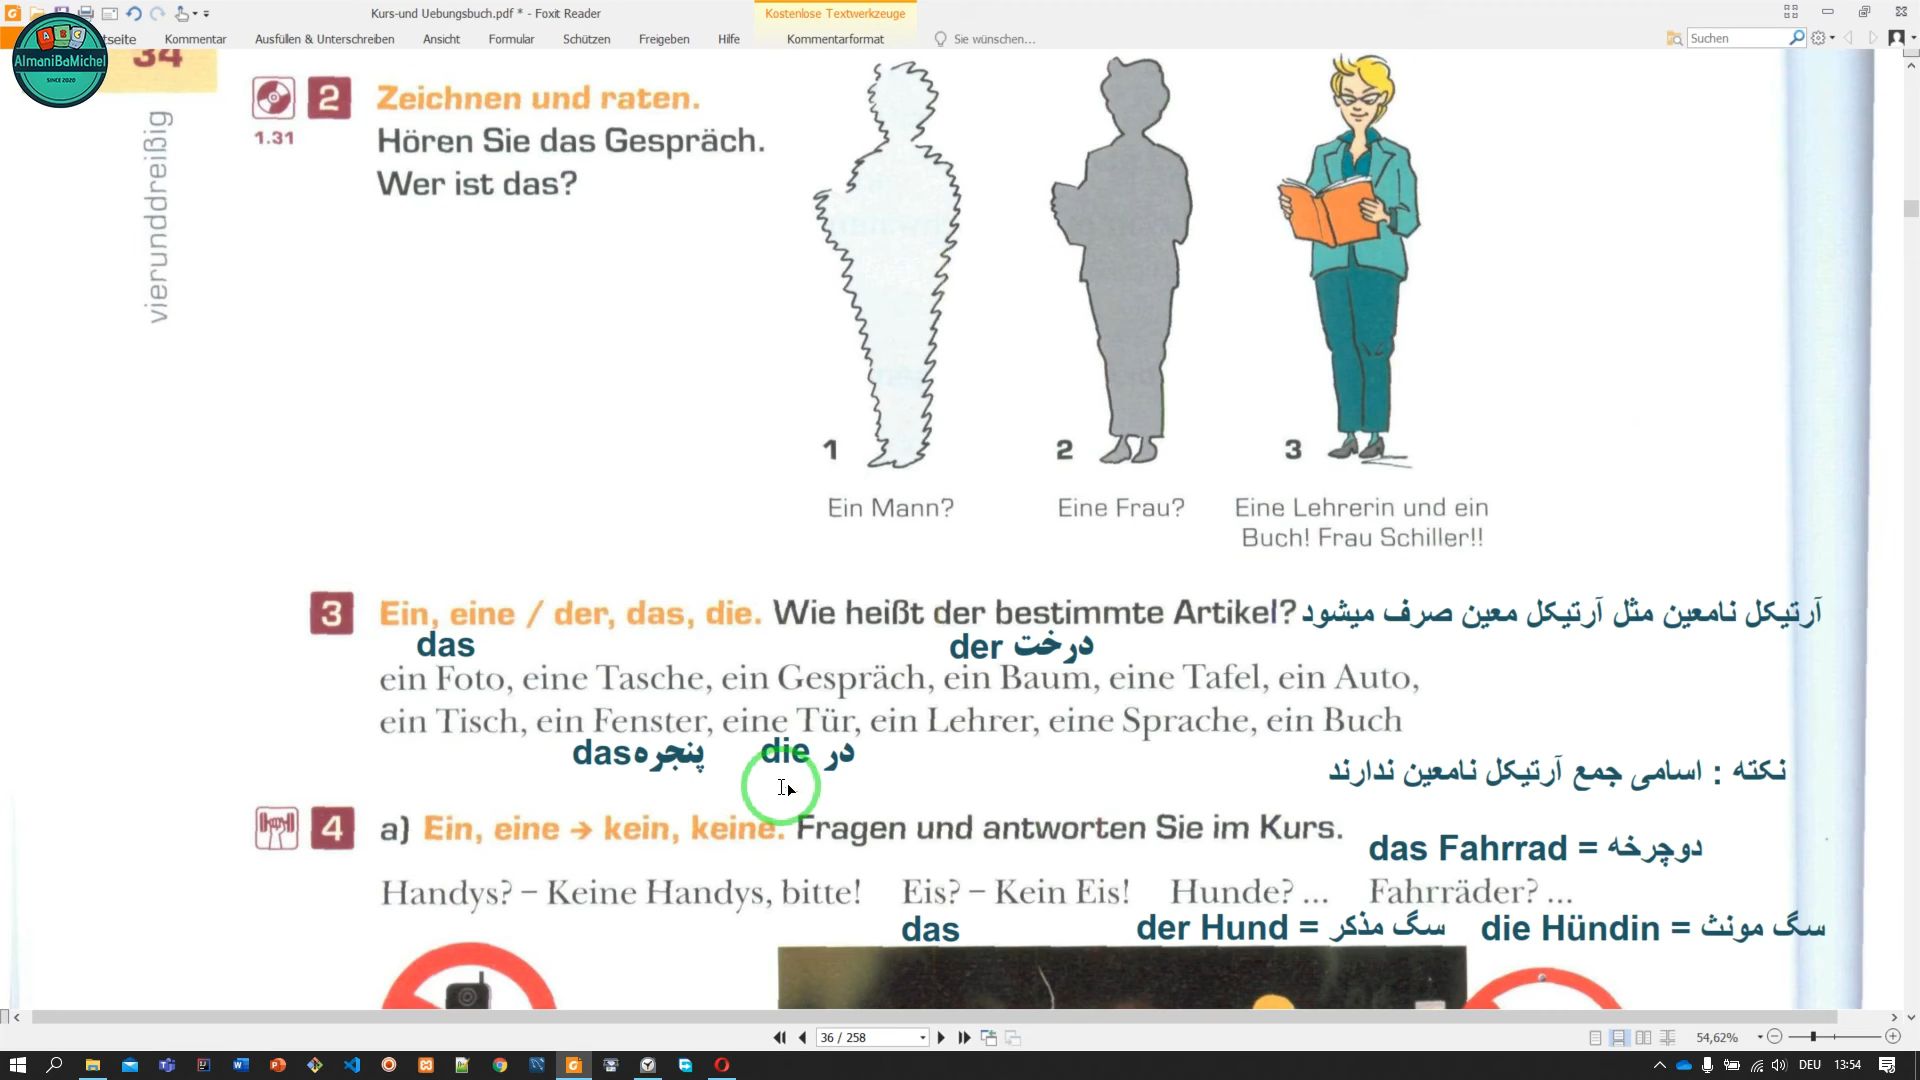 Kurs-und Uebungsbuch.pdf * - Foxit Reader
Kostenlose Textwerkzeuge
Kommentar Ausfüllen & Unterschreiben Ansicht Formular Schützen Freigeben Hilfe Kommentarformat Sie wünschen... Suchen
A B C
AlmaniBaMichel
SINCE 2020
34
vierunddreißig
1.31
2 Zeichnen und raten.
Hören Sie das Gespräch.
Wer ist das?
1 2 3
Ein Mann? Eine Frau? Eine Lehrerin und ein
Buch! Frau Schiller!!
3 Ein, eine / der, das, die. Wie heißt der bestimmte Artikel? آرتیکل نامعین مثل آرتیکل معین صرف میشود
das der درخت
ein Foto, eine Tasche, ein Gespräch, ein Baum, eine Tafel, ein Auto,
ein Tisch, ein Fenster, eine Tür, ein Lehrer, eine Sprache, ein Buch
das پنجره die در
نکته : اسامی جمع آرتیکل نامعین ندارند
4 a) Ein, eine → kein, keine. Fragen und antworten Sie im Kurs.
das Fahrrad = دوچرخه
Handys? – Keine Handys, bitte! Eis? – Kein Eis! Hunde? ... Fahrräder? ...
das der Hund = سگ مذکر die Hündin = سگ مونث
36 / 258
54,62%
DEU 13:54